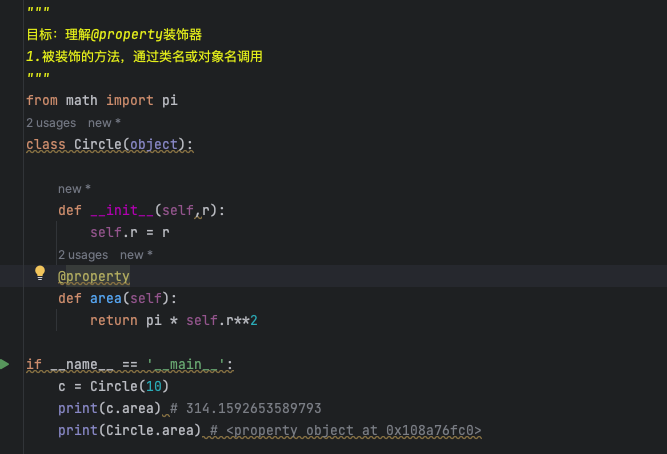 """
目标：理解@property装饰器
1.被装饰的方法，通过类名或对象名调用
"""
from math import pi
2 usages new *
class Circle(object):
new *
def __init__(self,r):
self.r = r
2 usages new *
@property
def area(self):
return pi * self.r**2
if __name__ == '__main__':
c = Circle(10)
print(c.area) # 314.1592653589793
print(Circle.area) # <property object at 0x108a76fc0>